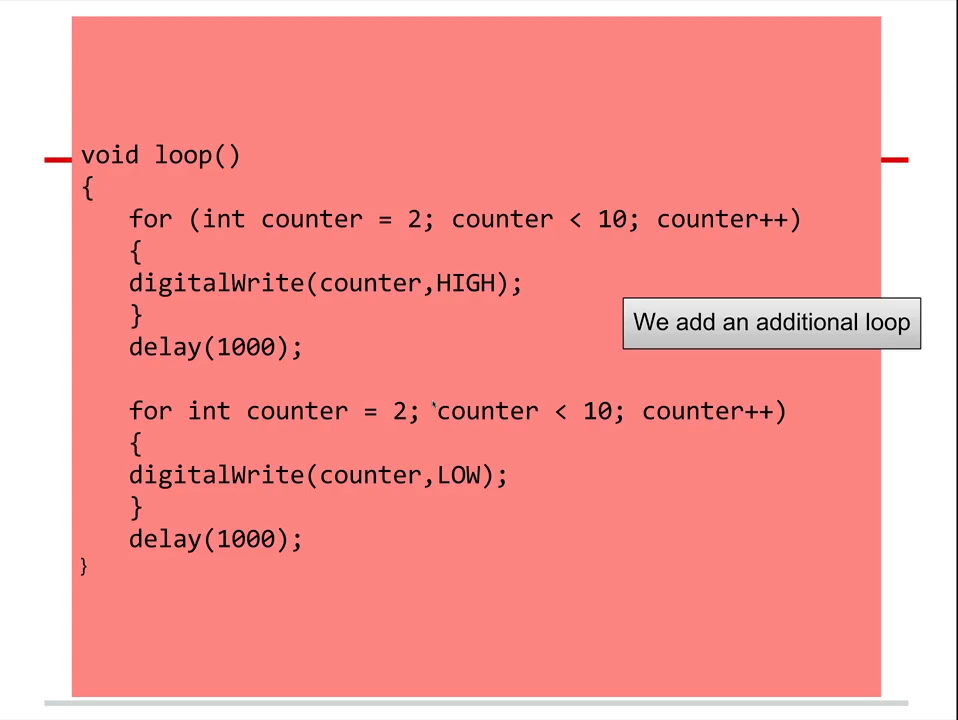 void loop()
{
for (int counter = 2; counter < 10; counter++)
{
digitalWrite(counter,HIGH);
}
We add an additional loop
delay(1000);
for int counter = 2; counter < 10; counter++)
{
digitalWrite(counter,LOW);
}
delay(1000);
}